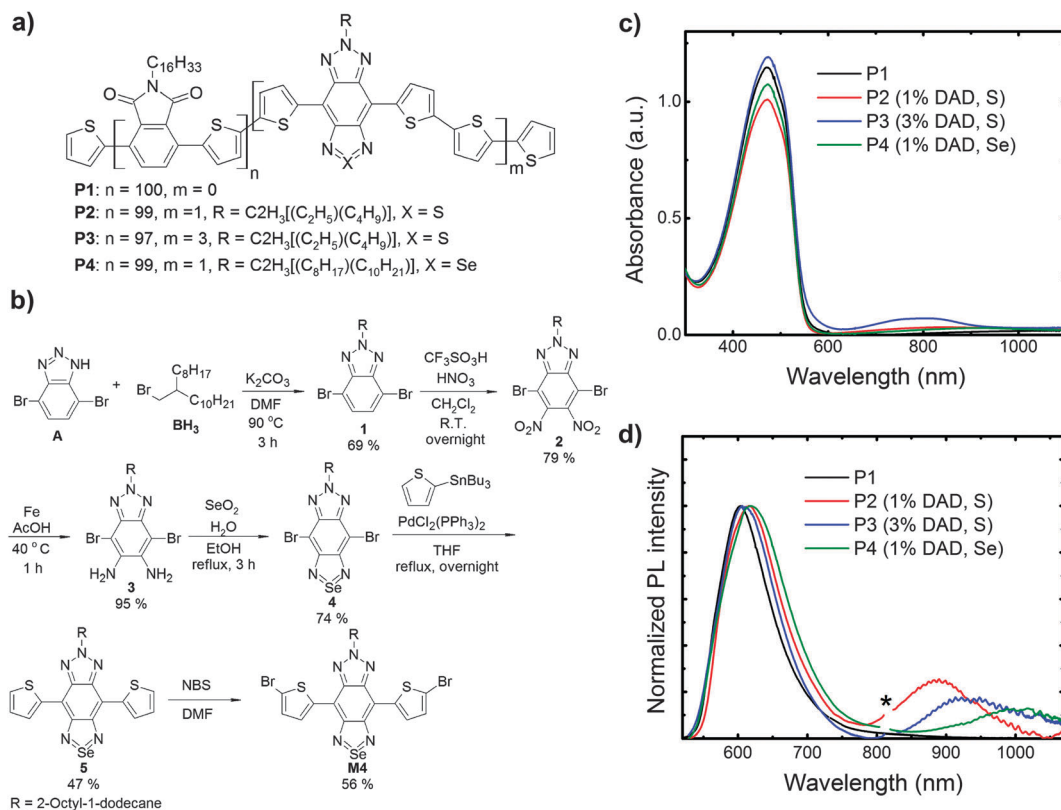 a)
C16H33
N
O
O
S
S
n
R
N
N
N
S
N
N
X
S
S
m
S
P1: n = 100, m = 0
P2: n = 99, m =1, R = C2H3[(C2H5)(C4H9)], X = S
P3: n = 97, m = 3, R = C2H3[(C2H5)(C4H9)], X = S
P4: n = 99, m = 1, R = C2H3[(C8H17)(C10H21)], X = Se
b)
N
N
NH
Br
Br
A
+
C8H17
Br
C10H21
BH3
K2CO3
DMF
90 °C
3 h
R
N
N
N
Br
Br
1
69 %
CF3SO3H
HNO3
CH2Cl2
R.T.
overnight
R
N
N
N
Br
Br
O2N
NO2
2
79 %
Fe
AcOH
40 °C
1 h
R
N
N
N
Br
Br
H2N
NH2
3
95 %
SeO2
H2O
EtOH
reflux, 3 h
R
N
N
N
Br
Br
N
N
Se
4
74 %
S
SnBu3
PdCl2(PPh3)2
THF
reflux, overnight
R
N
N
N
S
S
N
N
Se
5
47 %
R = 2-Octyl-1-dodecane
NBS
DMF
R
N
N
N
Br
S
S
Br
N
N
Se
M4
56 %
c)
Absorbance (a.u.)
1.0
0.5
0.0
P1
P2 (1% DAD, S)
P3 (3% DAD, S)
P4 (1% DAD, Se)
400
600
800
1000
Wavelength (nm)
d)
Normalized PL intensity
P1
P2 (1% DAD, S)
P3 (3% DAD, S)
P4 (1% DAD, Se)
*
600
700
800
900
1000
Wavelength (nm)